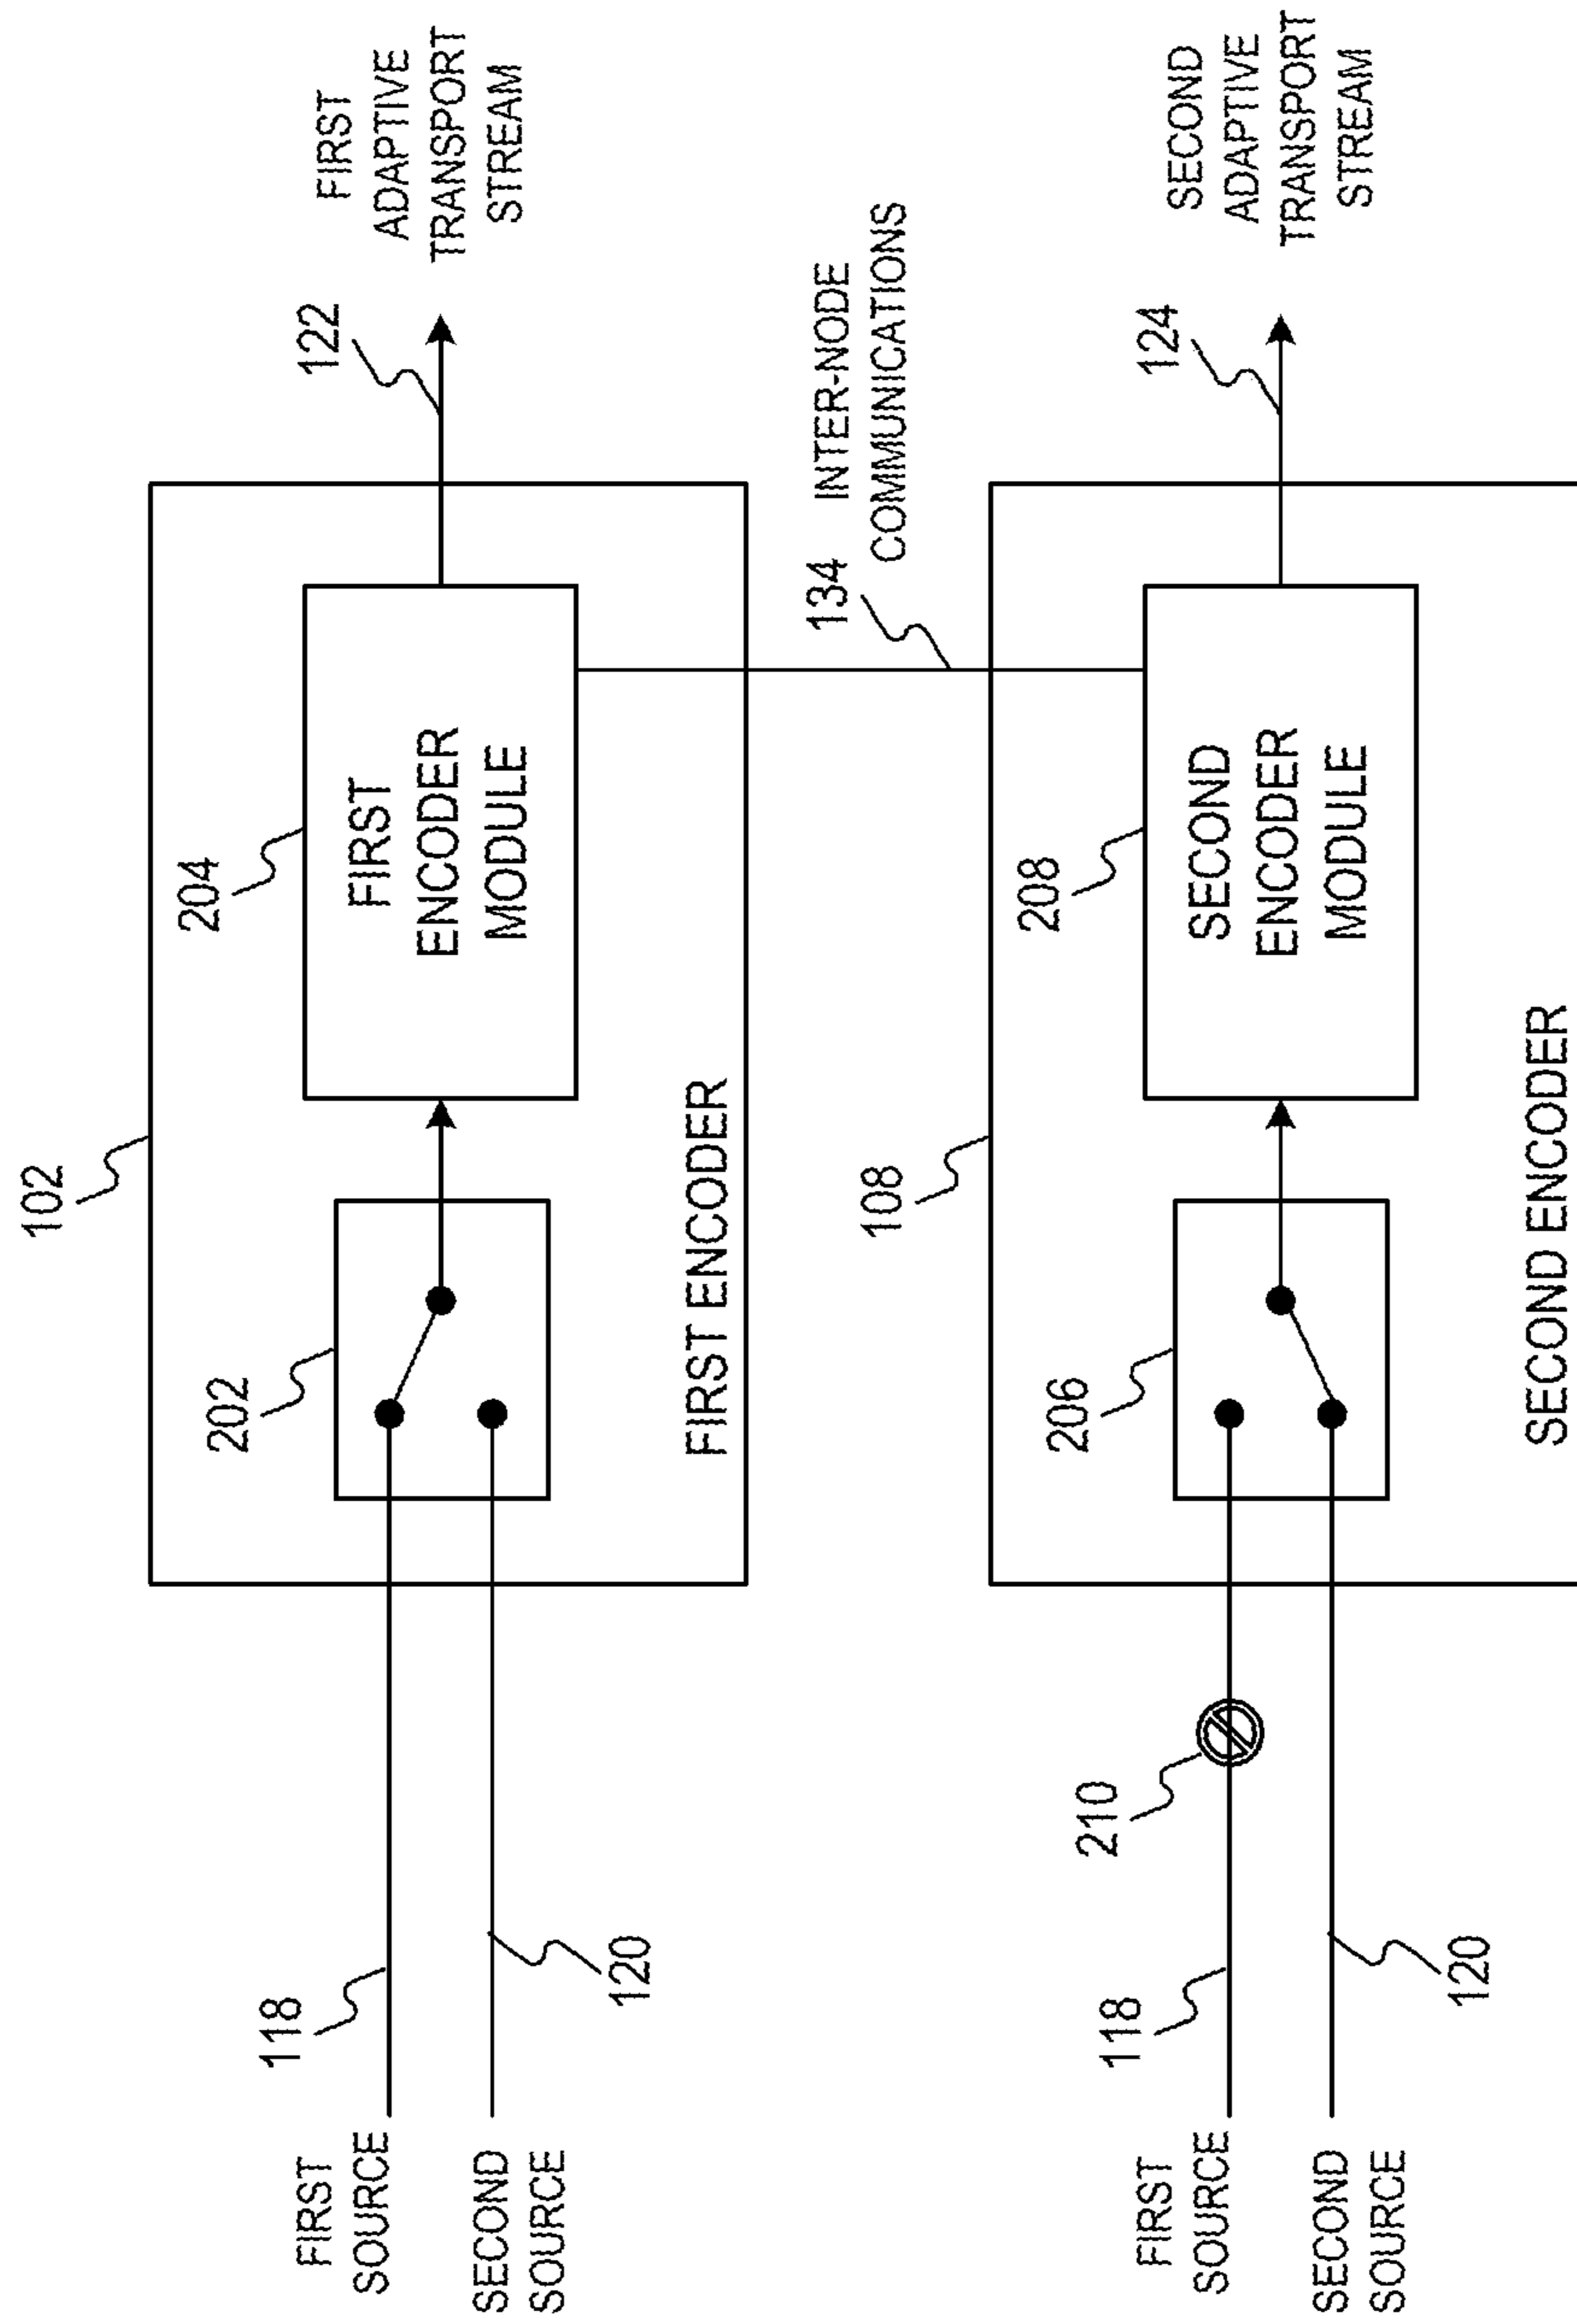 102
202
204
122
FIRST
ADAPTIVE
TRANSPORT
STREAM
FIRST
ENCODER
MODULE
118
FIRST
SOURCE
SECOND
SOURCE
120
FIRST ENCODER
134
INTER-NODE
COMMUNICATIONS
108
206
208
124
SECOND
ADAPTIVE
TRANSPORT
STREAM
SECOND
ENCODER
MODULE
118
210
FIRST
SOURCE
SECOND
SOURCE
120
SECOND ENCODER